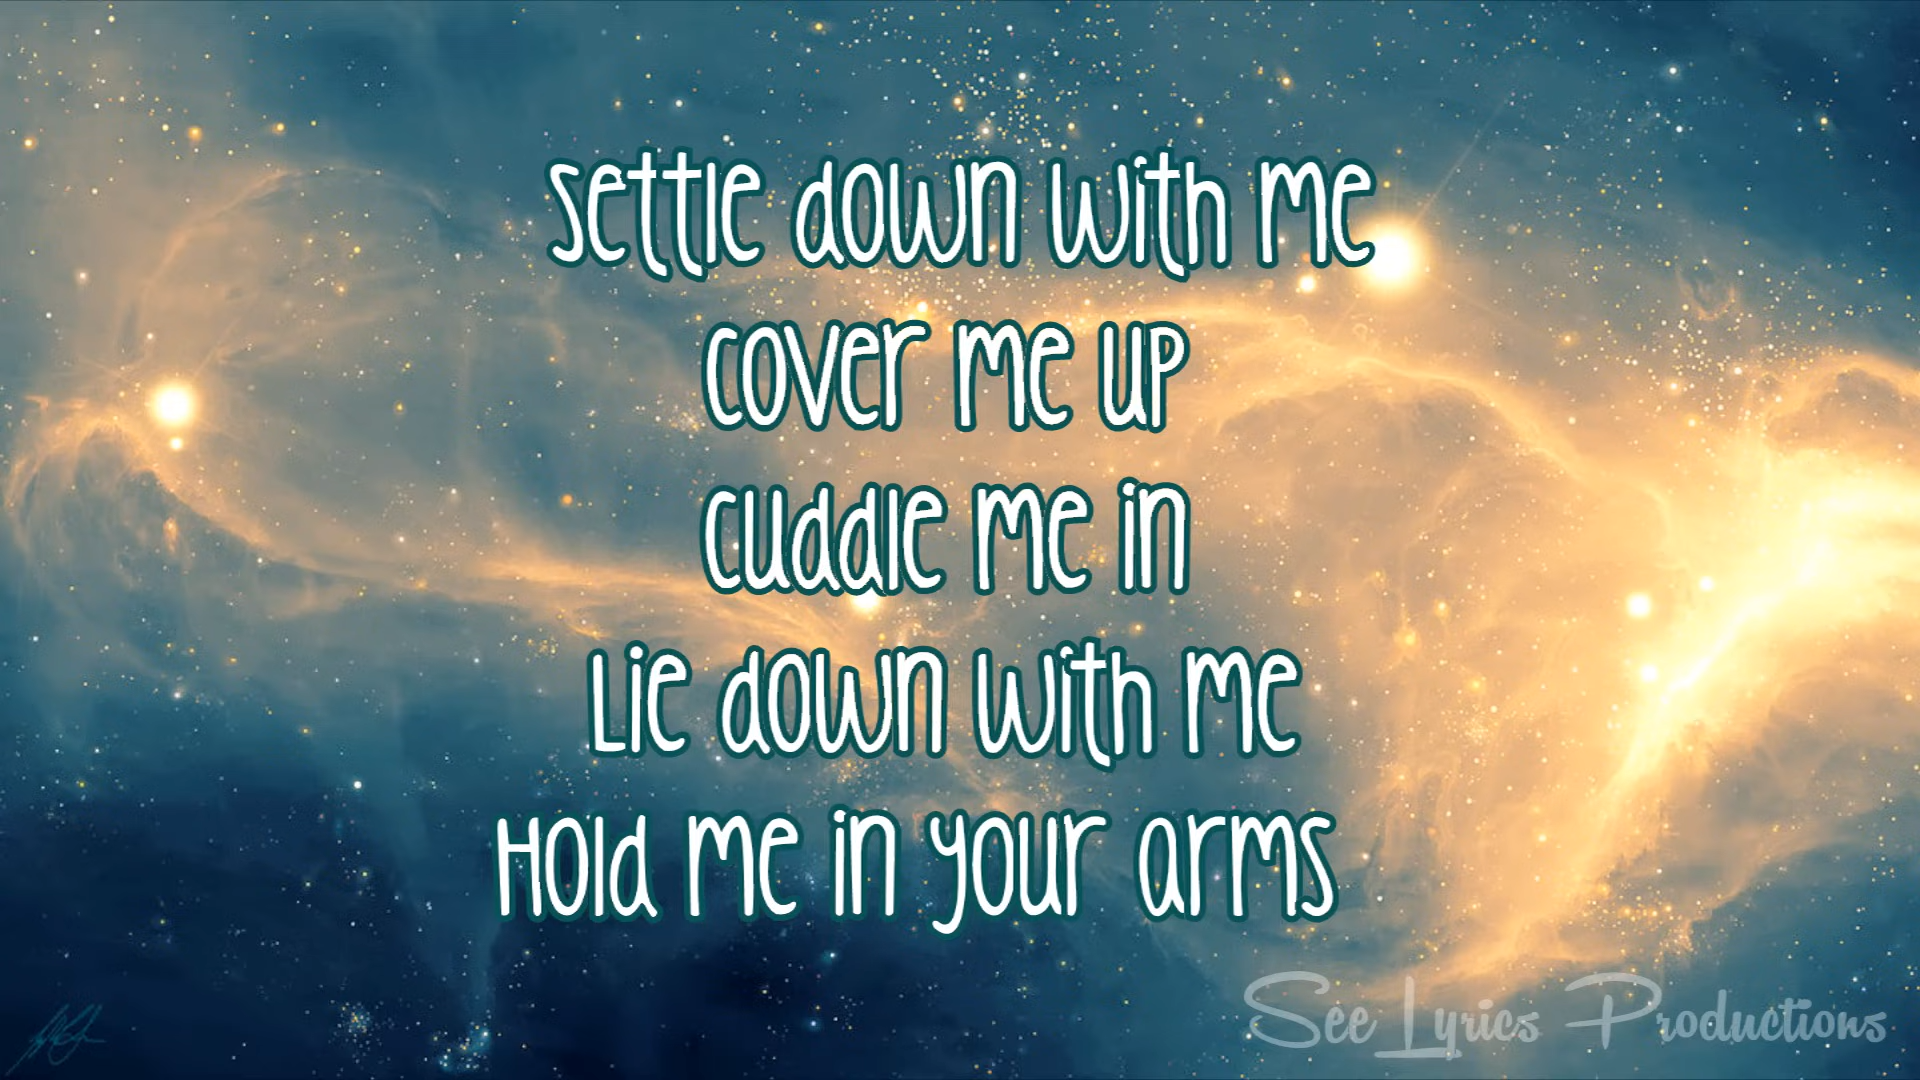 Settle down with me
cover me up
cuddle me in
Lie down with me
Hold me in your arms
See Lyrics Productions